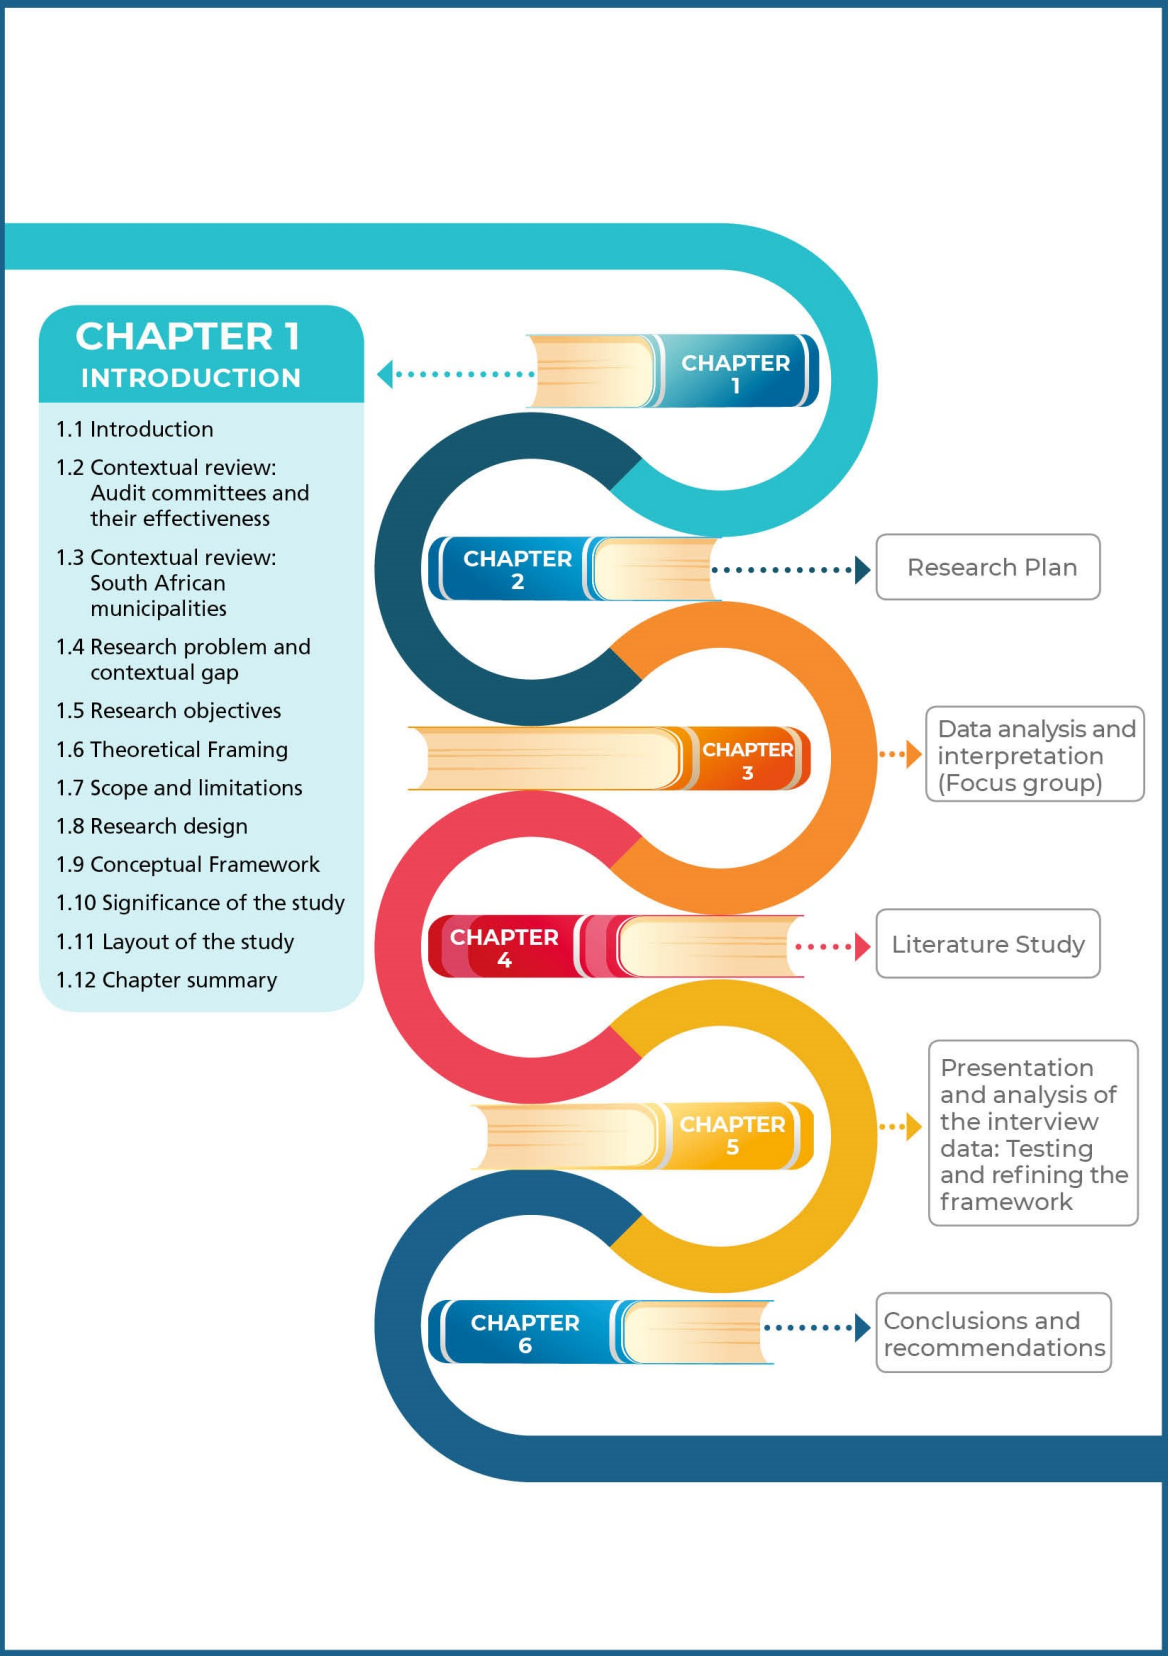 CHAPTER 1
INTRODUCTION
1.1 Introduction
1.2 Contextual review:
Audit committees and
their effectiveness
1.3 Contextual review:
South African
municipalities
1.4 Research problem and
contextual gap
1.5 Research objectives
1.6 Theoretical Framing
1.7 Scope and limitations
1.8 Research design
1.9 Conceptual Framework
1.10 Significance of the study
1.11 Layout of the study
1.12 Chapter summary
CHAPTER
1
CHAPTER
2
Research Plan
CHAPTER
3
Data analysis and
interpretation
(Focus group)
CHAPTER
4
Literature Study
CHAPTER
5
Presentation
and analysis of
the interview
data: Testing
and refining the
framework
CHAPTER
6
Conclusions and
recommendations